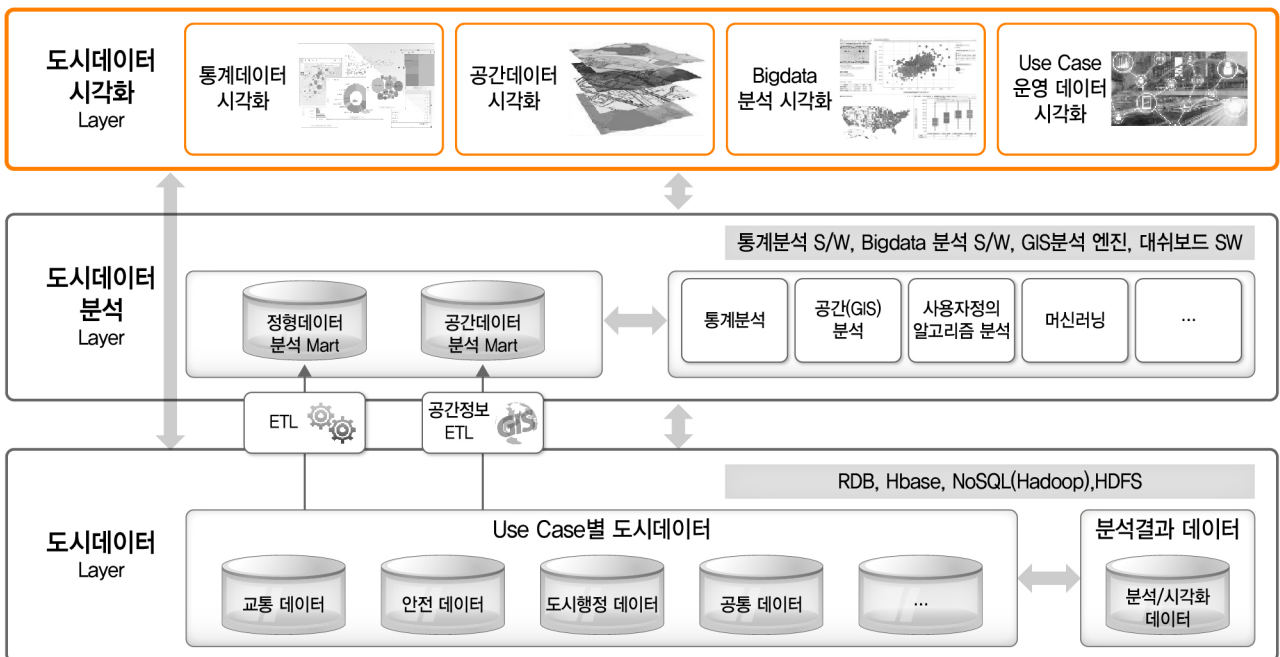 도시데이터
시각화
Layer
통계데이터
시각화
공간데이터
시각화
Bigdata
분석 시각화
Use Case
운영 데이터
시각화
도시데이터
분석
Layer
통계분석 S/W, Bigdata 분석 S/W, GIS분석 엔진, 대쉬보드 SW
정형데이터
분석 Mart
공간데이터
분석 Mart
통계분석
공간(GIS)
분석
사용자정의
알고리즘 분석
머신러닝
...
ETL
공간정보
ETL
GIS
도시데이터
Layer
RDB, Hbase, NoSQL(Hadoop),HDFS
Use Case별 도시데이터
교통 데이터
안전 데이터
도시행정 데이터
공통 데이터
...
분석결과 데이터
분석/시각화
데이터